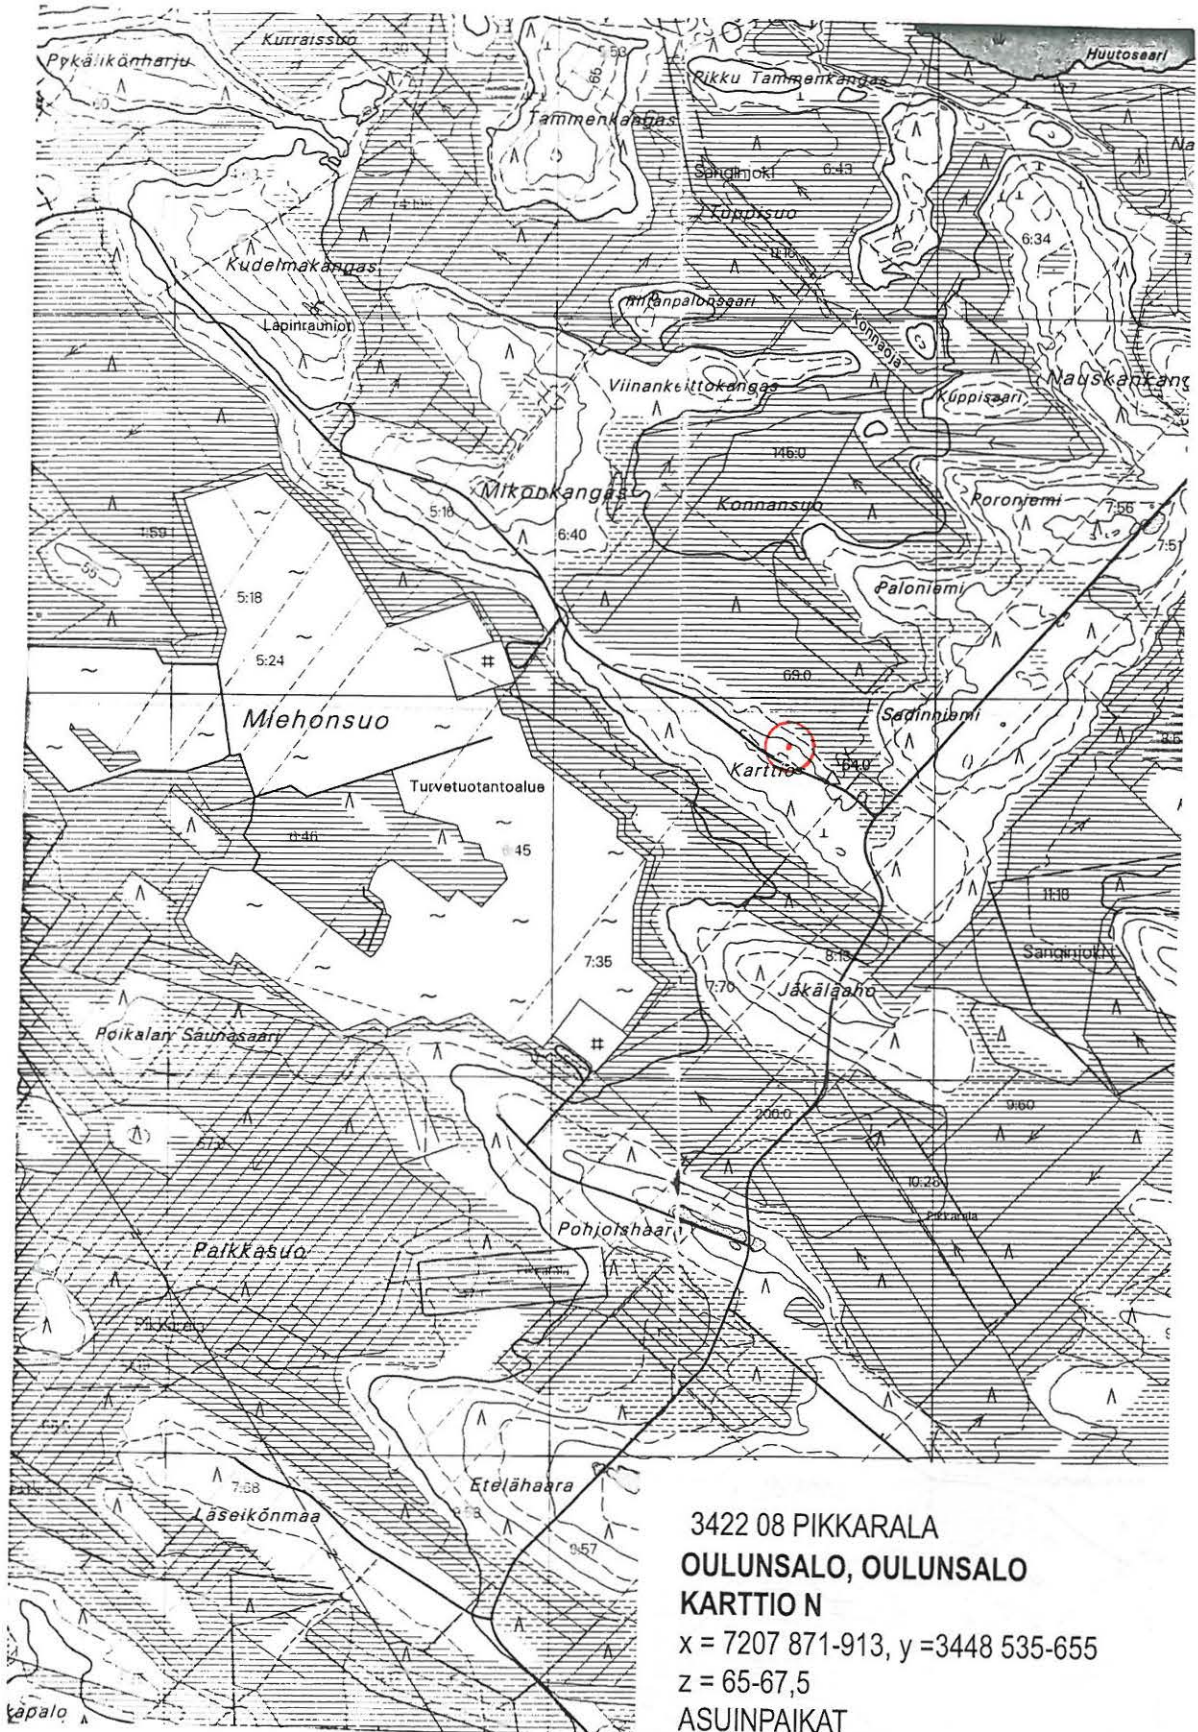 Kurraissuo
Pykälikönharju
Huutosaari
Pikku Tammenkangas
Tammenkangas
Sanginjoki
6:43
Tuppisuo
6:34
Kudelmakangas
Lapinrauniot
Konnaoja
Viinankeittokangas
Nauskankang
Kuppisaari
146:0
Mikonkangas
Konnansuo
Poroniemi
7:56
5:16
6:40
1:59
7:51
55
Paloniemi
5:18
5:24
69:0
Miehonsuo
Sadinniemi
Karttio
64:0
Turvetuotantoalue
6:46
6:45
11:18
7:35
8:13
Sanginjoki
7:70
Jäkäläaho
Poikalan Saunasaari
200:0
9:60
10:28
Pikkarala
Pohjoishaara
Palkkasuo
Etelähaara
7:68
Läseikönmaa
9:57
3422 08 PIKKARALA
OULUNSALO, OULUNSALO
KARTTIO N
x = 7207 871-913, y =3448 535-655
z = 65-67,5
ASUINPAIKAT
kapalo